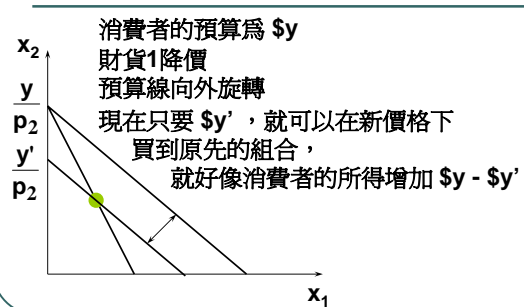 消費者的預算為 $y
財貨1降價
預算線向外旋轉
現在只要 $y’，就可以在新價格下
買到原先的組合，
就好像消費者的所得增加 $y - $y’
x2
y
p2
y'
p2
x1